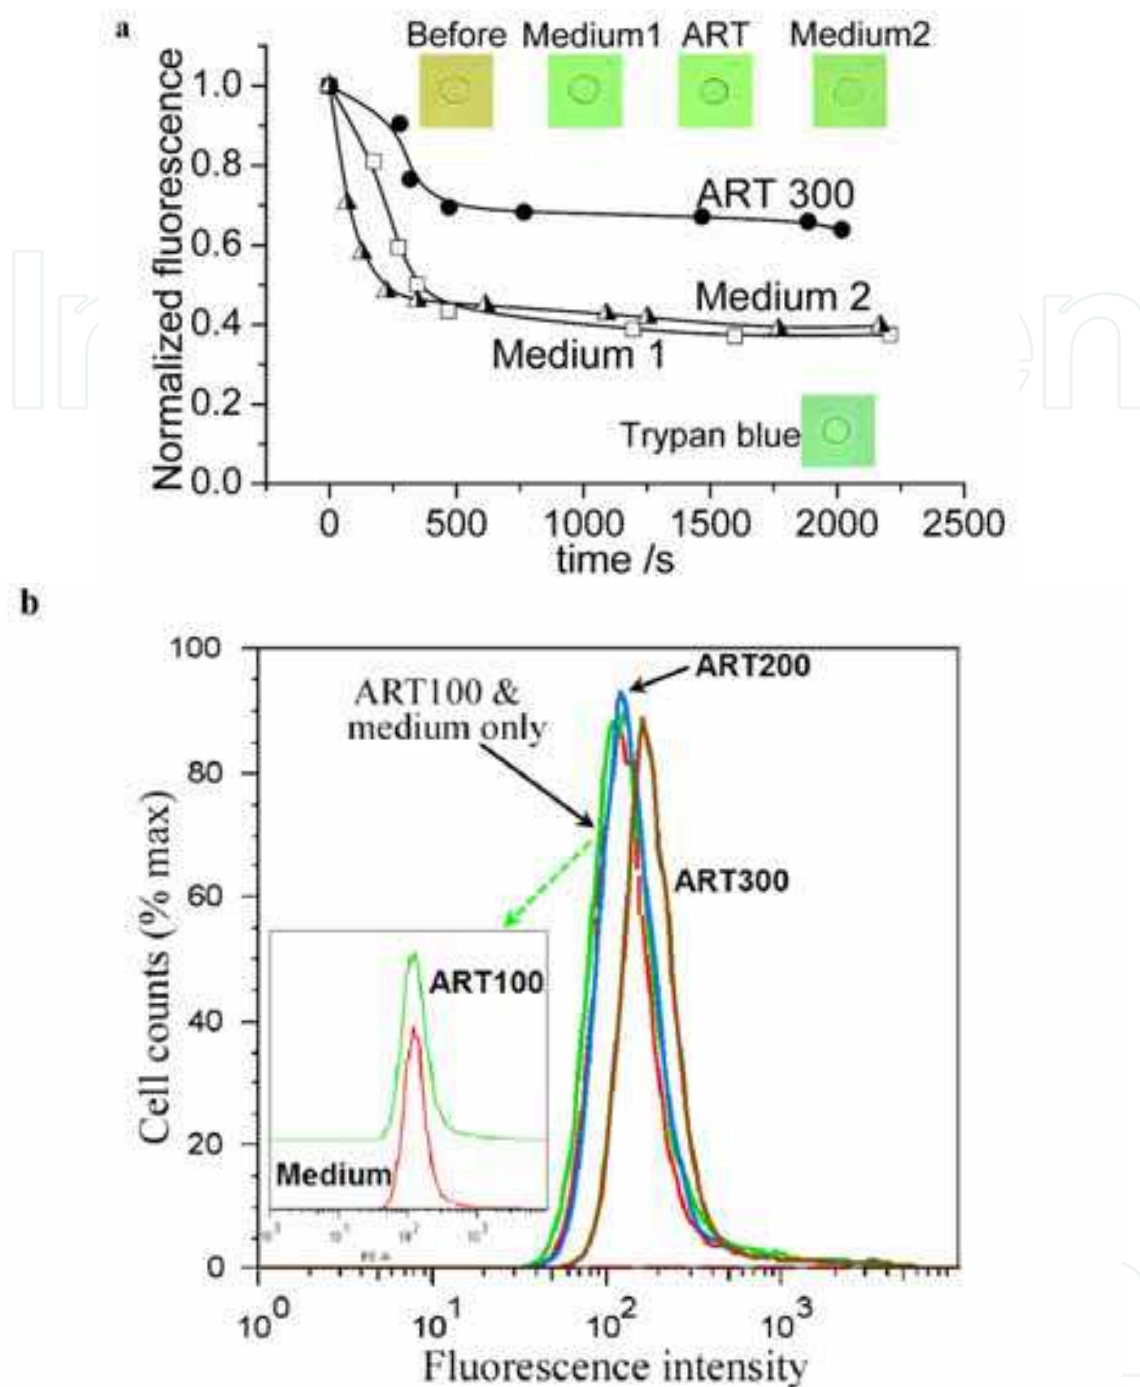 a
Before Medium1 ART Medium2
Normalized fluorescence
1.0
0.8
0.6
0.4
0.2
0.0
ART 300
Medium 2
Medium 1
Trypan blue
0 500 1000 1500 2000 2500
time /s
b
Cell counts (% max)
100
80
60
40
20
0
ART200
ART100 &
medium only
ART300
ART100
Medium
10^0 10^1 10^2 10^3
Fluorescence intensity